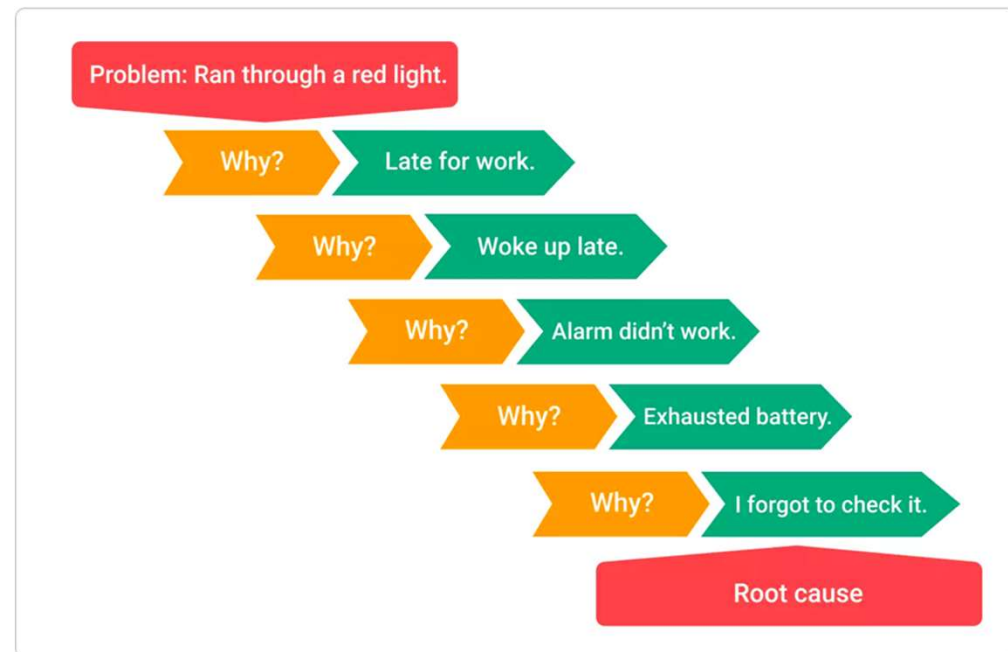 Problem: Ran through a red light.
Why?
Late for work.
Why?
Woke up late.
Why?
Alarm didn’t work.
Why?
Exhausted battery.
Why?
I forgot to check it.
Root cause